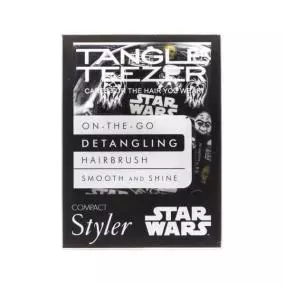 TANGLE
TEEZER
CARES FOR THE HAIR YOU WEAR!
STAR
WARS
ON-THE-GO
DETANGLING
HAIRBRUSH
SMOOTH AND SHINE
COMPACT
Styler
STAR
WARS